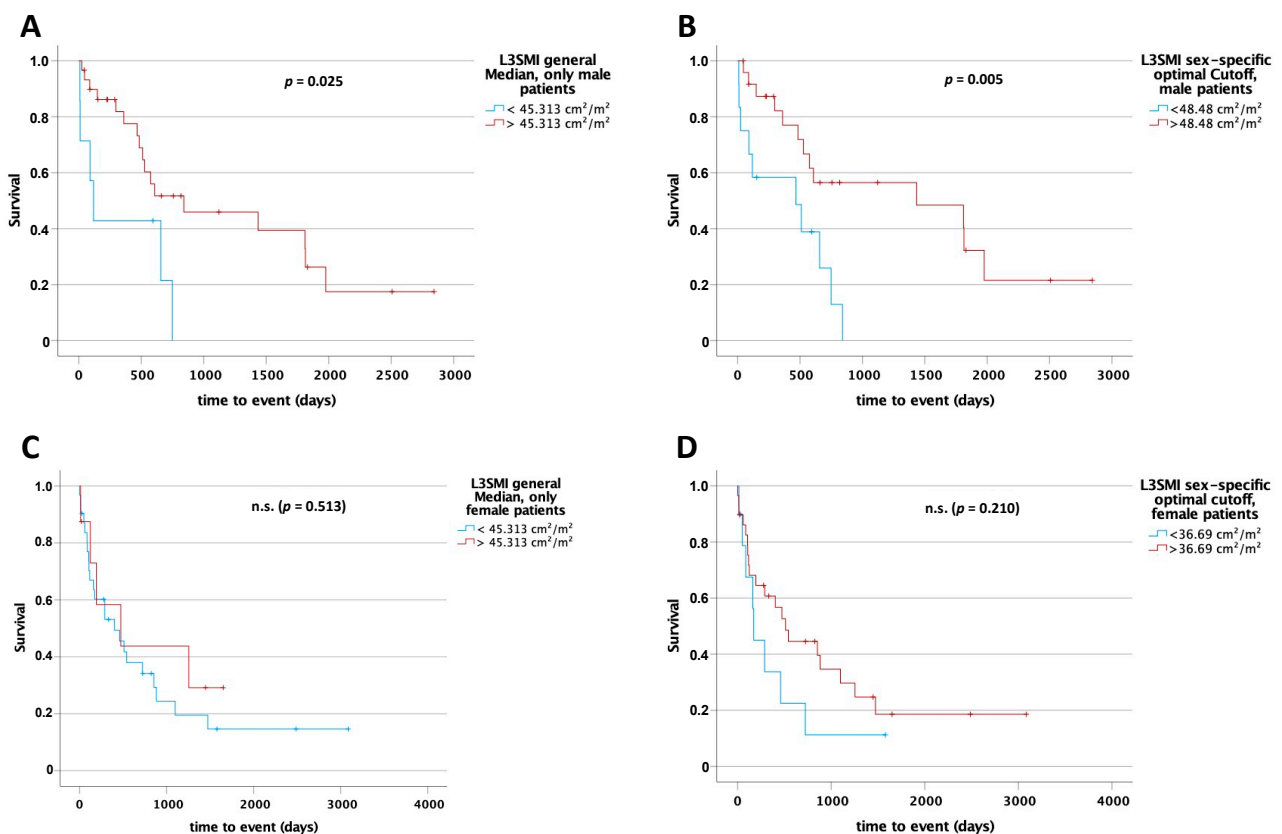 A
L3SMI general
Median, only male
patients
< 45.313 cm²/m²
> 45.313 cm²/m²
p = 0.025
1.0
0.8
0.6
0.4
0.2
0
Survival
0 500 1000 1500 2000 2500 3000
time to event (days)
B
L3SMI sex-specific
optimal Cutoff,
male patients
<48.48 cm²/m²
>48.48 cm²/m²
p = 0.005
1.0
0.8
0.6
0.4
0.2
0
Survival
0 500 1000 1500 2000 2500 3000
time to event (days)
C
L3SMI general
Median, only
female patients
< 45.313 cm²/m²
> 45.313 cm²/m²
n.s. (p = 0.513)
1.0
0.8
0.6
0.4
0.2
0
Survival
0 1000 2000 3000 4000
time to event (days)
D
L3SMI sex-specific
optimal cutoff,
female patients
<36.69 cm²/m²
>36.69 cm²/m²
n.s. (p = 0.210)
1.0
0.8
0.6
0.4
0.2
0
Survival
0 1000 2000 3000 4000
time to event (days)